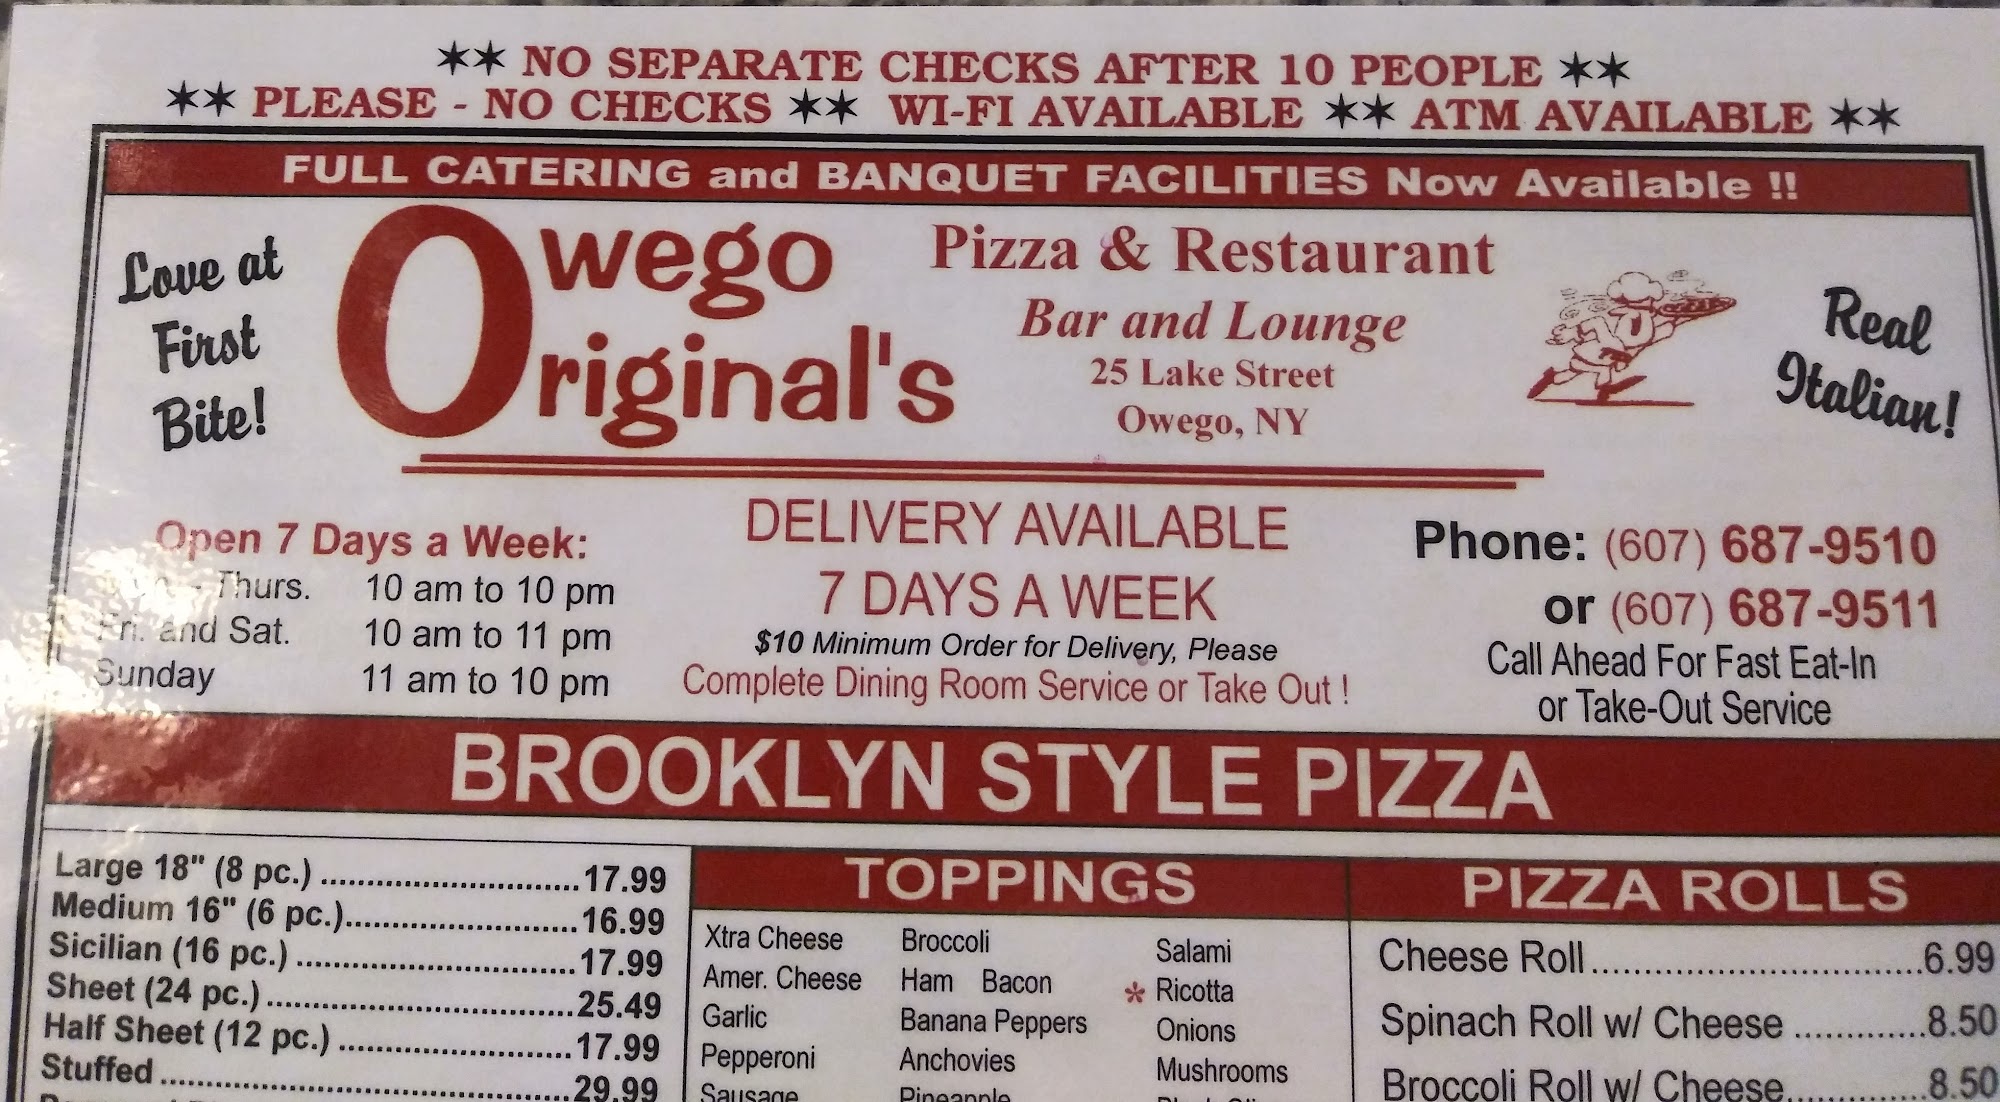 ✶✶ NO SEPARATE CHECKS AFTER 10 PEOPLE ✶✶
✶✶ PLEASE - NO CHECKS ✶✶ WI-FI AVAILABLE ✶✶ ATM AVAILABLE ✶✶
FULL CATERING and BANQUET FACILITIES Now Available !!
Love at
First
Bite!
Owego
Original's
Pizza & Restaurant
Bar and Lounge
25 Lake Street
Owego, NY
Real
Italian!
Open 7 Days a Week:
- Thurs. 10 am to 10 pm
Fri. and Sat. 10 am to 11 pm
Sunday 11 am to 10 pm
DELIVERY AVAILABLE
7 DAYS A WEEK
$10 Minimum Order for Delivery, Please
Complete Dining Room Service or Take Out !
Phone: (607) 687-9510
or (607) 687-9511
Call Ahead For Fast Eat-In
or Take-Out Service
BROOKLYN STYLE PIZZA
Large 18" (8 pc.) ............................17.99
Medium 16" (6 pc.)..........................16.99
Sicilian (16 pc.) ...............................17.99
Sheet (24 pc.)..................................25.49
Half Sheet (12 pc.) ..........................17.99
Stuffed .............................................29.99
TOPPINGS
Xtra Cheese
Amer. Cheese
Garlic
Pepperoni
Sausage
Broccoli
Ham Bacon
Banana Peppers
Anchovies
Pineapple
Salami
* Ricotta
Onions
Mushrooms
PIZZA ROLLS
Cheese Roll.................................6.99
Spinach Roll w/ Cheese .............8.50
Broccoli Roll w/ Cheese..............8.50